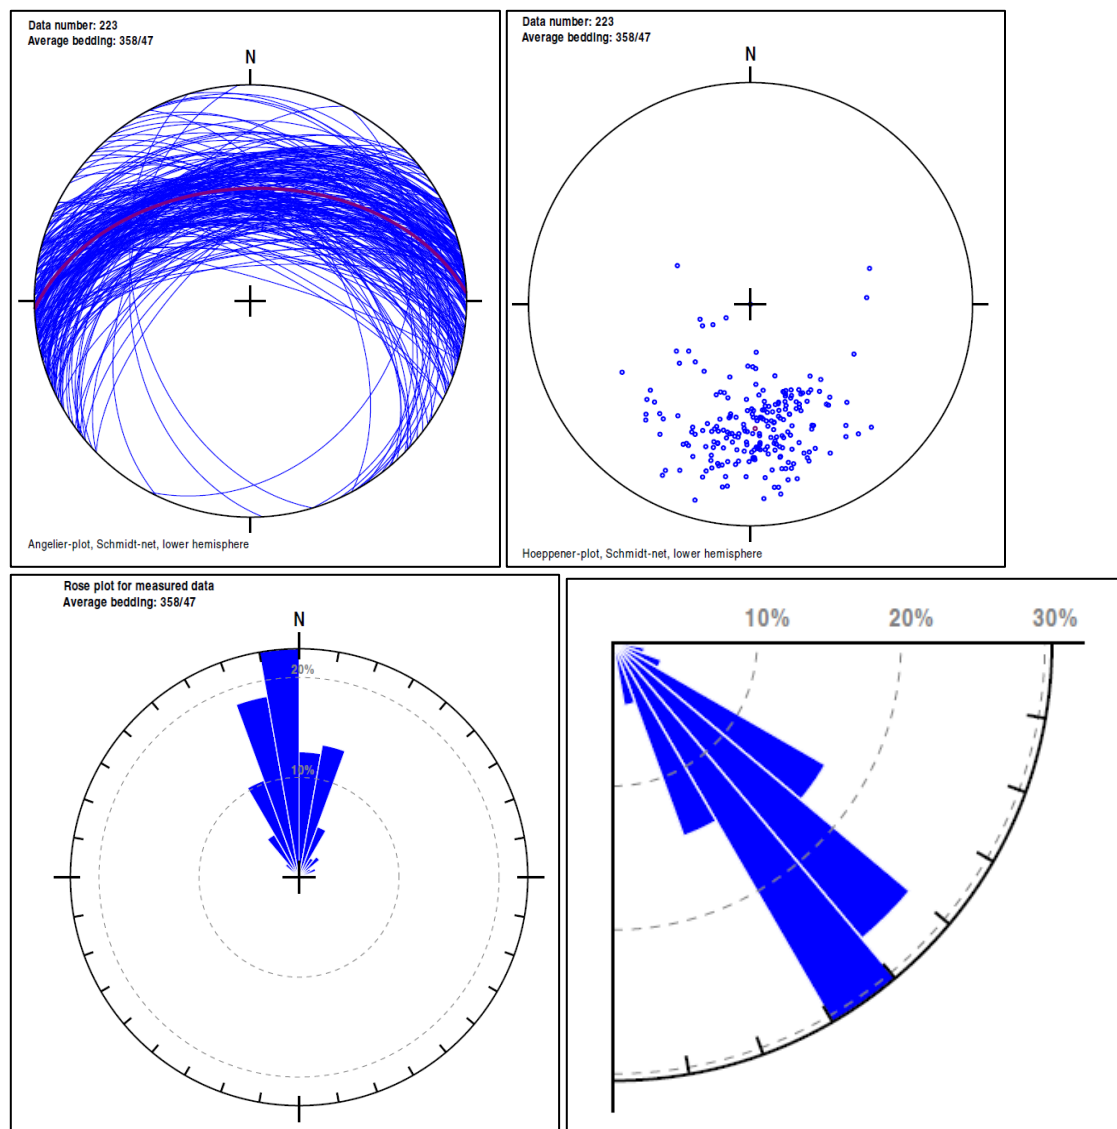 Data number: 223
Average bedding: 358/47
N
Angelier-plot, Schmidt-net, lower hemisphere
Data number: 223
Average bedding: 358/47
N
Hoeppener-plot, Schmidt-net, lower hemisphere
Rose plot for measured data
Average bedding: 358/47
N
20%
10%
10% 20% 30%